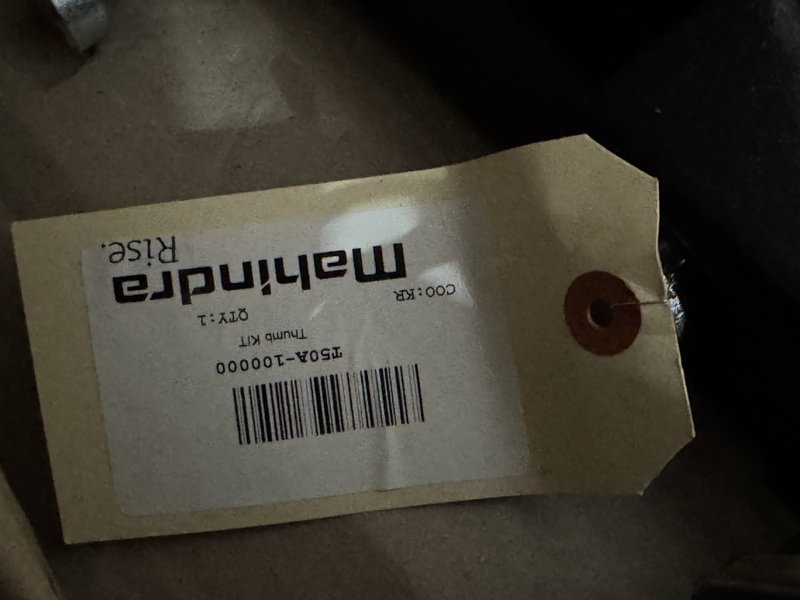 mahindra
Rise.
COO:KR
QTY:1
Thumb KIT
T50A-100000